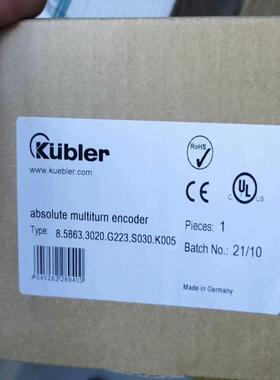 Kübler
RoHS
www.kuebler.com
CE
c UL US
absolute multiturn encoder
Pieces: 1
Type: 8.5863.3020.G223.S030.K005
Batch No.: 21/10
Made in Germany